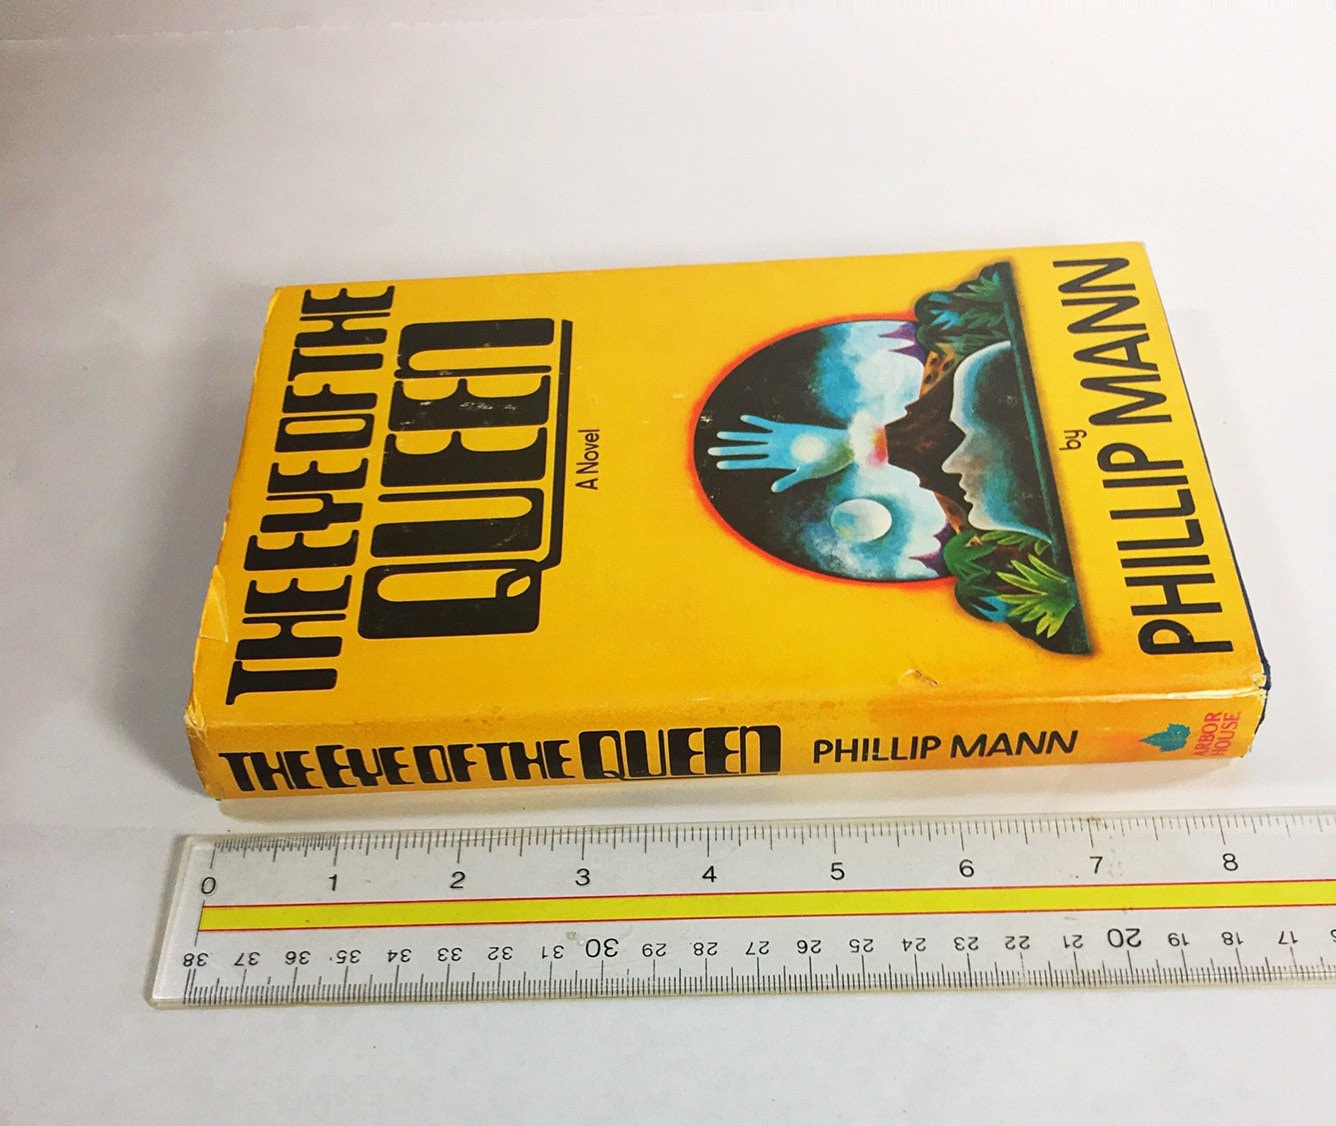 THE EYE OF THE
QUEEN
A Novel
by
PHILLIP MANN
THE EYE OF THE QUEEN PHILLIP MANN ARBOR
HOUSE
0 1 2 3 4 5 6 7 8
38 37 36 35 34 33 32 31 30 29 28 27 26 25 24 23 22 21 20 19 18 17